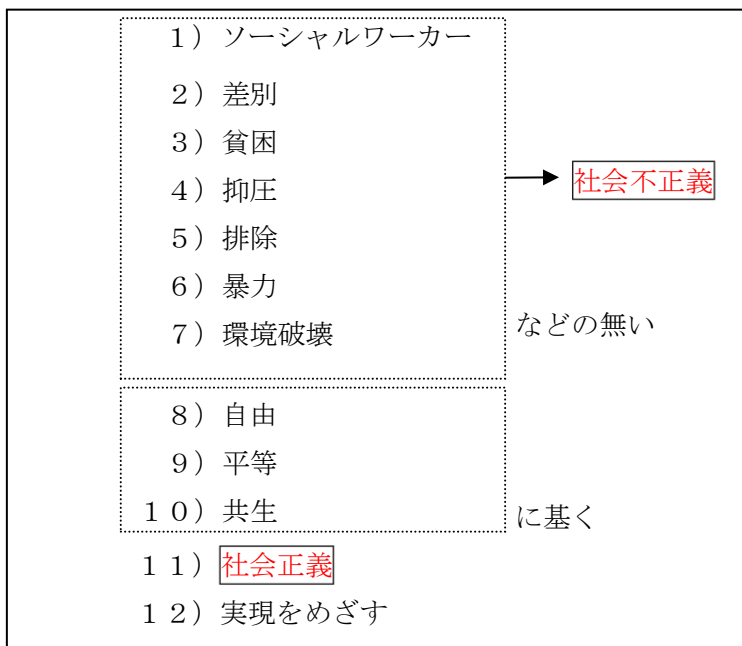 １）ソーシャルワーカー
２）差別
３）貧困
４）抑圧
社会不正義
５）排除
６）暴力
７）環境破壊
などの無い
８）自由
９）平等
１０）共生
に基く
１１）社会正義
１２）実現をめざす